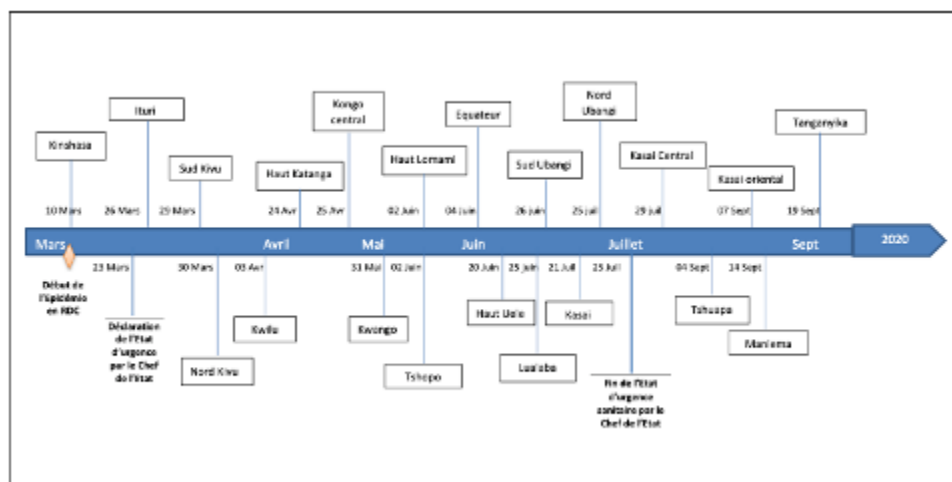 Nord
Ubangi
Kongo
central
Ituri
Equateur
Tanganyika
Kinshasa
Kasai Central
Sud Kivu
Haut Lomami
Sud Ubangi
Haut Katanga
Kasai oriental
10 Mars
26 Mars
29 Mars
24 Avr
25 Avr
02 Juin
04 Juin
26 juin
25 juil
29 juil
07 Sept
19 Sept
Mars
Avril
Mai
Juin
Juillet
Sept
2020
23 Mars
30 Mars
03 Avr
31 Mai
02 Juin
20 Juin
25 juin
21 Juil
25 Juil
04 Sept
14 Sept
Début de
l'Epidémie
en RDC
Déclaration
de l'Etat
d'urgence
par le Chef
de l'état
Nord Kivu
Kwilu
Kwango
Tshopo
Haut Uele
Lualaba
Kasai
Fin de l'Etat
d'urgence
sanitaire par le
Chef de l'Etat
Tshuapa
Maniema